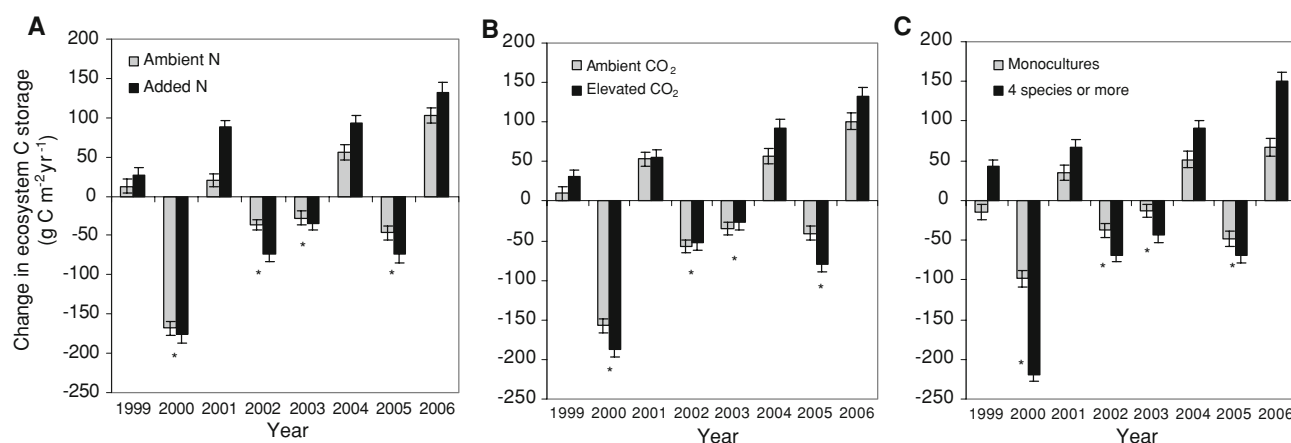 A
Change in ecosystem C storage
(g C m-2yr-1)
200
150
100
50
0
-50
-100
-150
-200
-250
Ambient N
Added N
*
*
*
*
1999 2000 2001 2002 2003 2004 2005 2006
Year
B
200
150
100
50
0
-50
-100
-150
-200
-250
Ambient CO2
Elevated CO2
*
*
*
*
1999 2000 2001 2002 2003 2004 2005 2006
Year
C
200
150
100
50
0
-50
-100
-150
-200
-250
Monocultures
4 species or more
*
*
*
*
1999 2000 2001 2002 2003 2004 2005 2006
Year